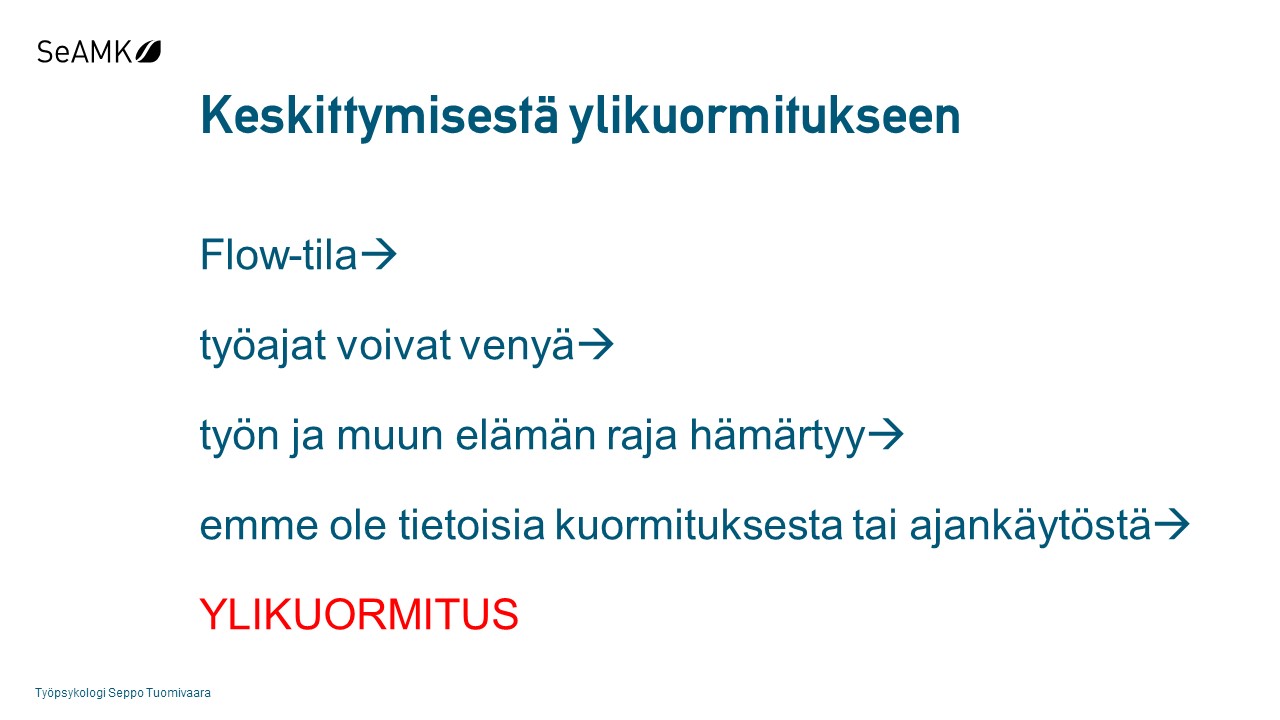 SeAMK
Keskittymisestä ylikuormitukseen
Flow-tila→
työajat voivat venyä→
työn ja muun elämän raja hämärtyy→
emme ole tietoisia kuormituksesta tai ajankäytöstä→
YLIKUORMITUS
Työpsykologi Seppo Tuomivaara